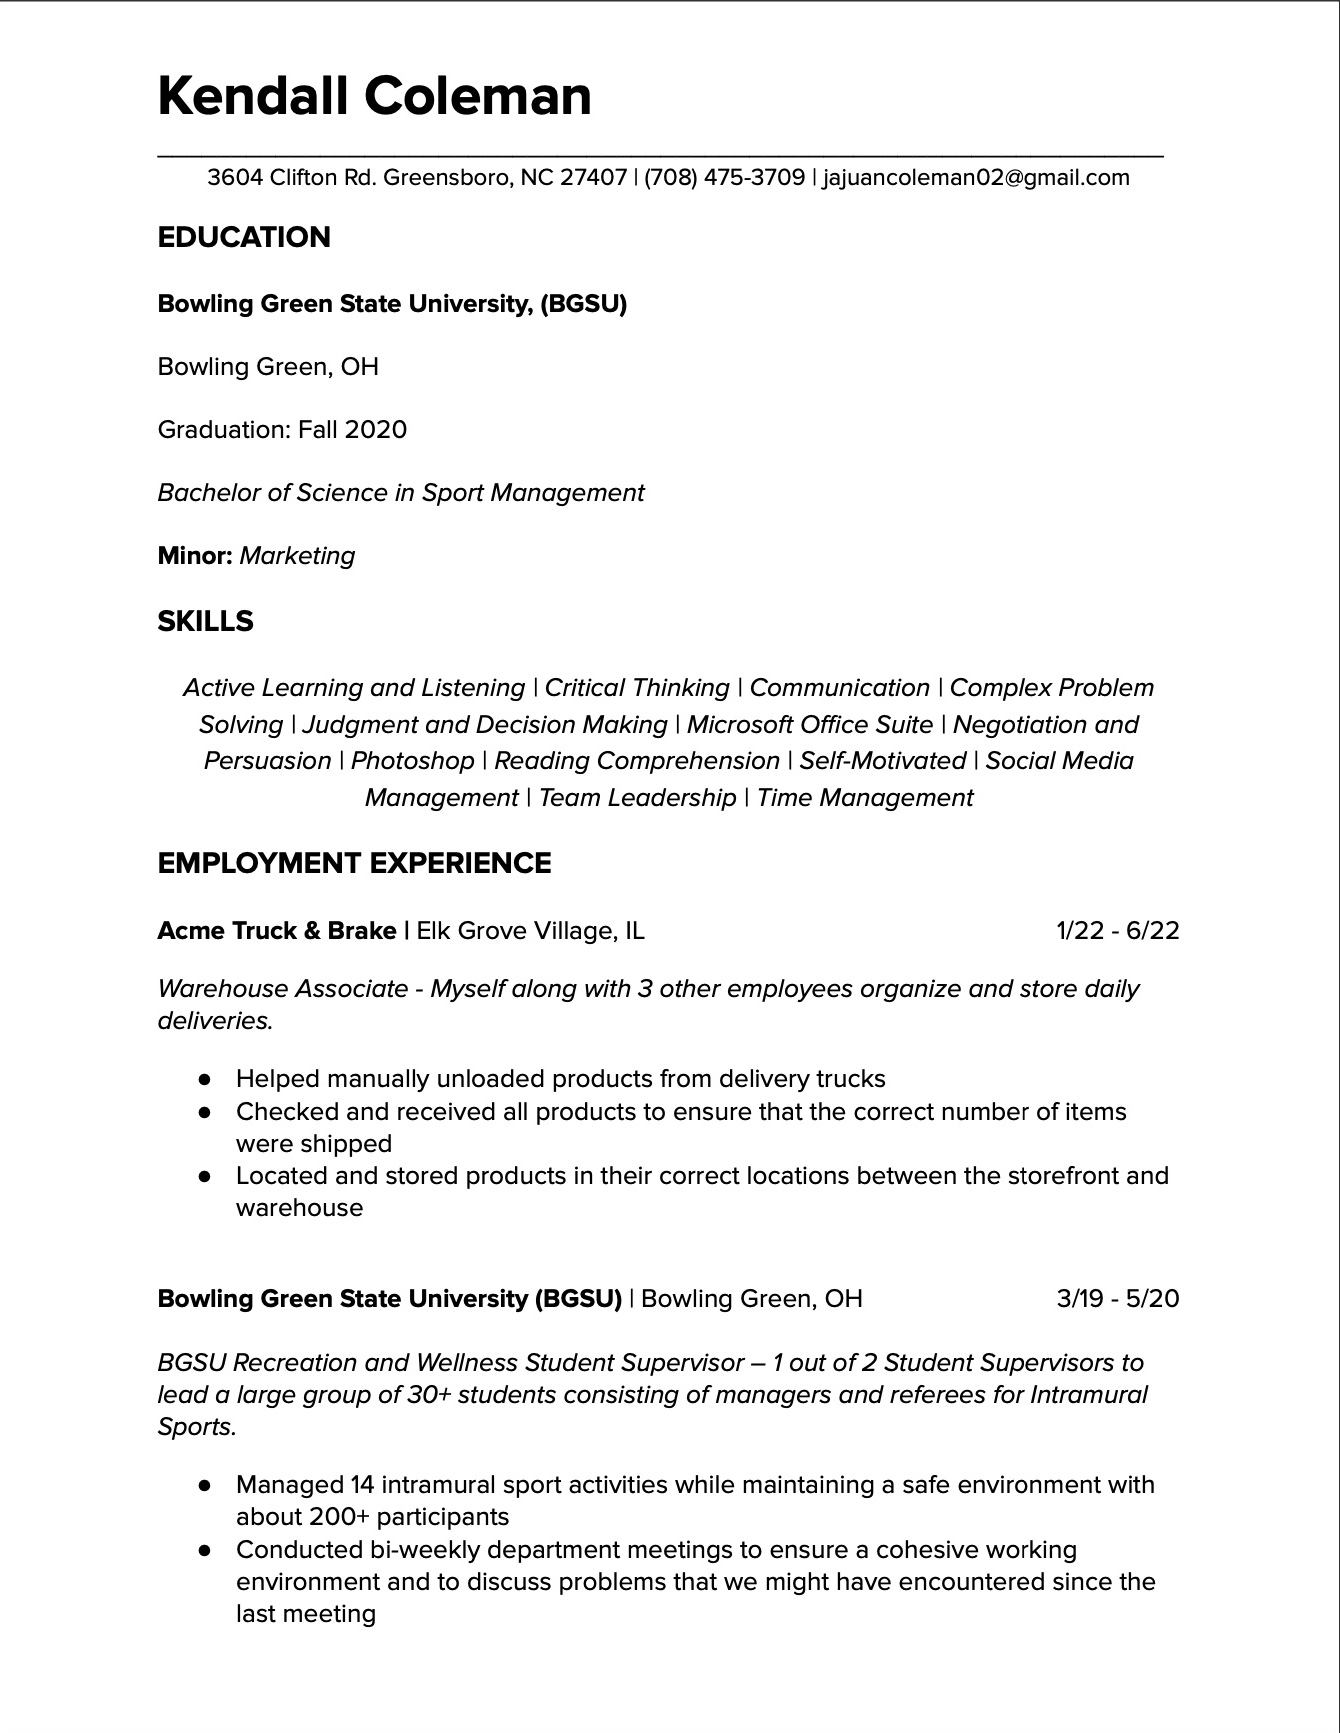 Kendall Coleman
3604 Clifton Rd. Greensboro, NC 27407 | (708) 475-3709 | jajuancoleman02@gmail.com
EDUCATION
Bowling Green State University, (BGSU)
Bowling Green, OH
Graduation: Fall 2020
Bachelor of Science in Sport Management
Minor: Marketing
SKILLS
Active Learning and Listening | Critical Thinking | Communication | Complex Problem
Solving | Judgment and Decision Making | Microsoft Office Suite | Negotiation and
Persuasion | Photoshop | Reading Comprehension | Self-Motivated | Social Media
Management | Team Leadership | Time Management
EMPLOYMENT EXPERIENCE
Acme Truck & Brake | Elk Grove Village, IL 1/22 - 6/22
Warehouse Associate - Myself along with 3 other employees organize and store daily
deliveries.
● Helped manually unloaded products from delivery trucks
● Checked and received all products to ensure that the correct number of items
were shipped
● Located and stored products in their correct locations between the storefront and
warehouse
Bowling Green State University (BGSU) | Bowling Green, OH 3/19 - 5/20
BGSU Recreation and Wellness Student Supervisor – 1 out of 2 Student Supervisors to
lead a large group of 30+ students consisting of managers and referees for Intramural
Sports.
● Managed 14 intramural sport activities while maintaining a safe environment with
about 200+ participants
● Conducted bi-weekly department meetings to ensure a cohesive working
environment and to discuss problems that we might have encountered since the
last meeting